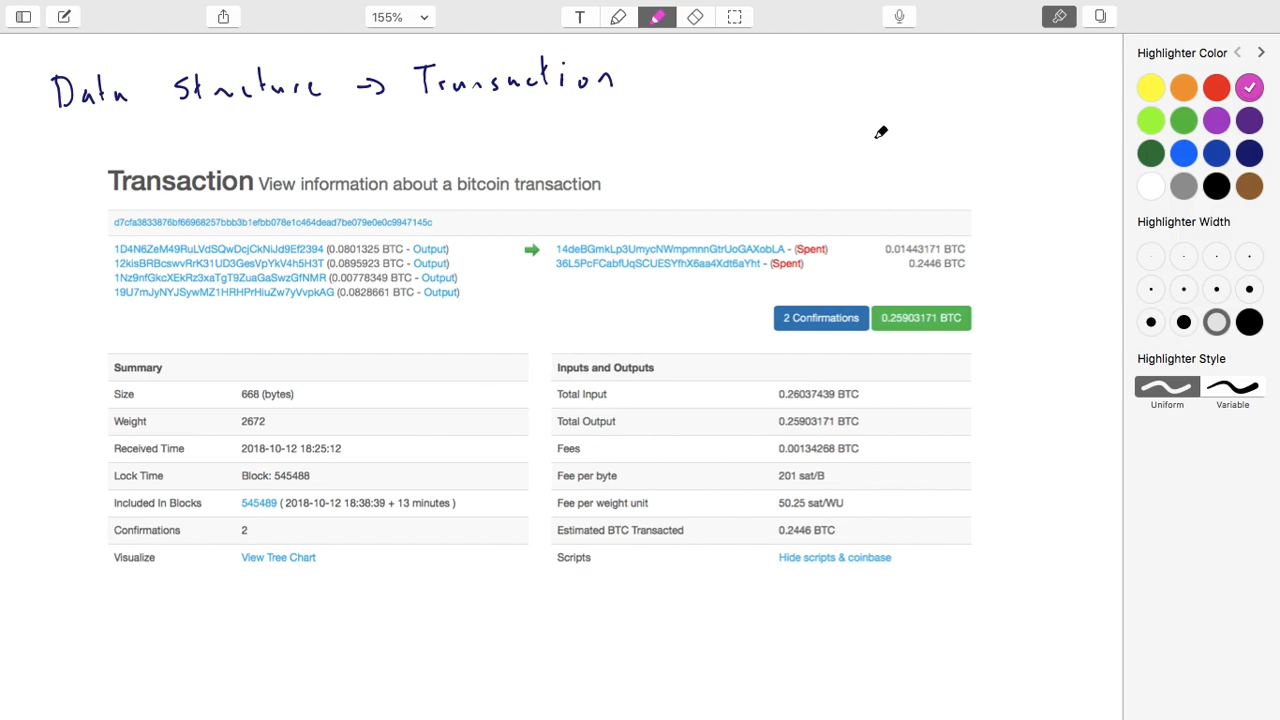 155%
T
Highlighter Color
Data Structure → Transaction
Transaction View information about a bitcoin transaction
d7cfa3833876bf66968257bbb3b1efbb078e1c464dead7be079e0e0c9947145c
1D4N6ZeM49RuLVdSQwDcjCkNiJd9Ef2394 (0.0801325 BTC - Output) 14deBGmkLp3UmycNWmpmnnGtrUoGAXobLA - (Spent) 0.01443171 BTC
12kisBRBcswvRrK31UD3GesVpYkV4h5H3T (0.0895923 BTC - Output) 36L5PcFCabfUqSCUESYfhX6aa4Xdt6aYht - (Spent) 0.2446 BTC
1Nz9nfGkcXEkRz3xaTgT9ZuaGaSwzGfNMR (0.00778349 BTC - Output)
19U7mJyNYJSywMZ1HRHPrHiuZw7yVvpkAG (0.0828661 BTC - Output)
2 Confirmations 0.25903171 BTC
Summary
Size 668 (bytes)
Weight 2672
Received Time 2018-10-12 18:25:12
Lock Time Block: 545488
Included In Blocks 545489 ( 2018-10-12 18:38:39 + 13 minutes )
Confirmations 2
Visualize View Tree Chart
Inputs and Outputs
Total Input 0.26037439 BTC
Total Output 0.25903171 BTC
Fees 0.00134268 BTC
Fee per byte 201 sat/B
Fee per weight unit 50.25 sat/WU
Estimated BTC Transacted 0.2446 BTC
Scripts Hide scripts & coinbase
Highlighter Width
Highlighter Style
Uniform Variable